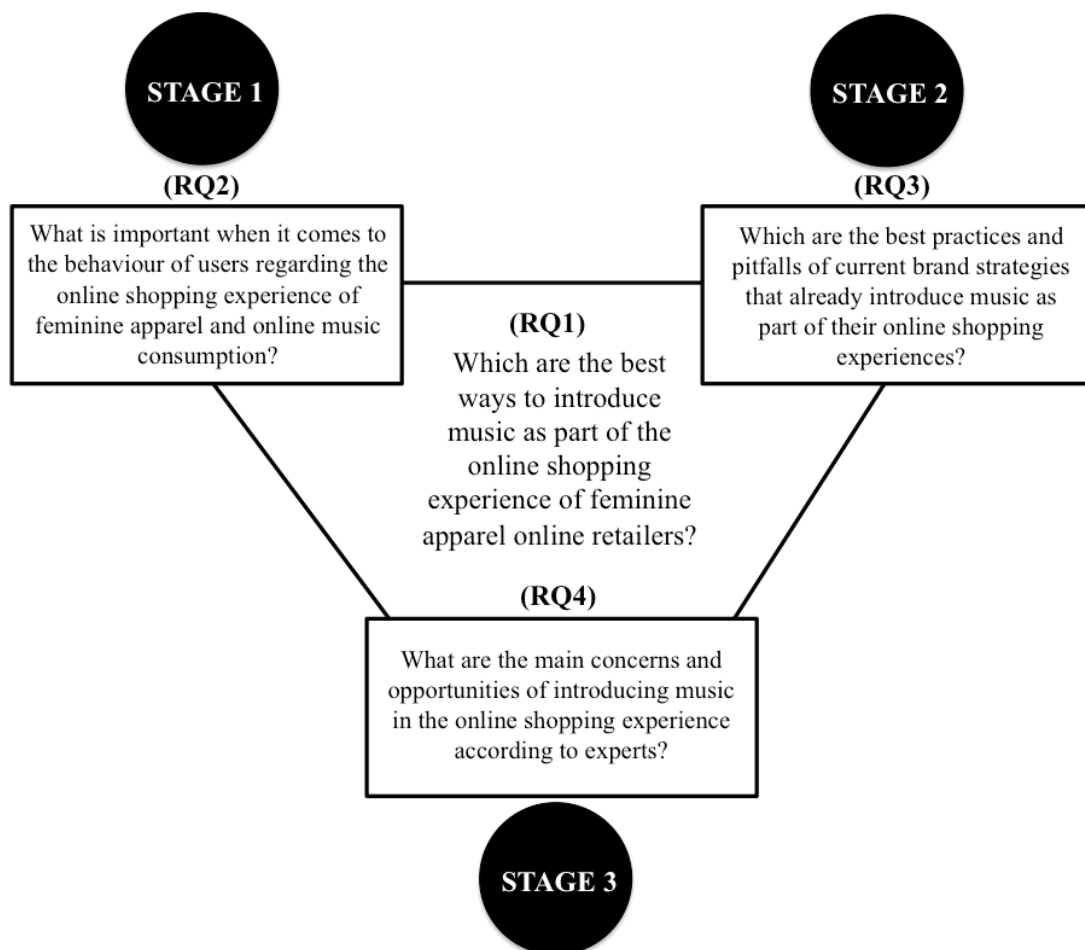 STAGE 1
(RQ2)
What is important when it comes to
the behaviour of users regarding the
online shopping experience of
feminine apparel and online music
consumption?
STAGE 2
(RQ3)
Which are the best practices and
pitfalls of current brand strategies
that already introduce music as
part of their online shopping
experiences?
(RQ1)
Which are the best
ways to introduce
music as part of the
online shopping
experience of feminine
apparel online retailers?
(RQ4)
What are the main concerns and
opportunities of introducing music
in the online shopping experience
according to experts?
STAGE 3